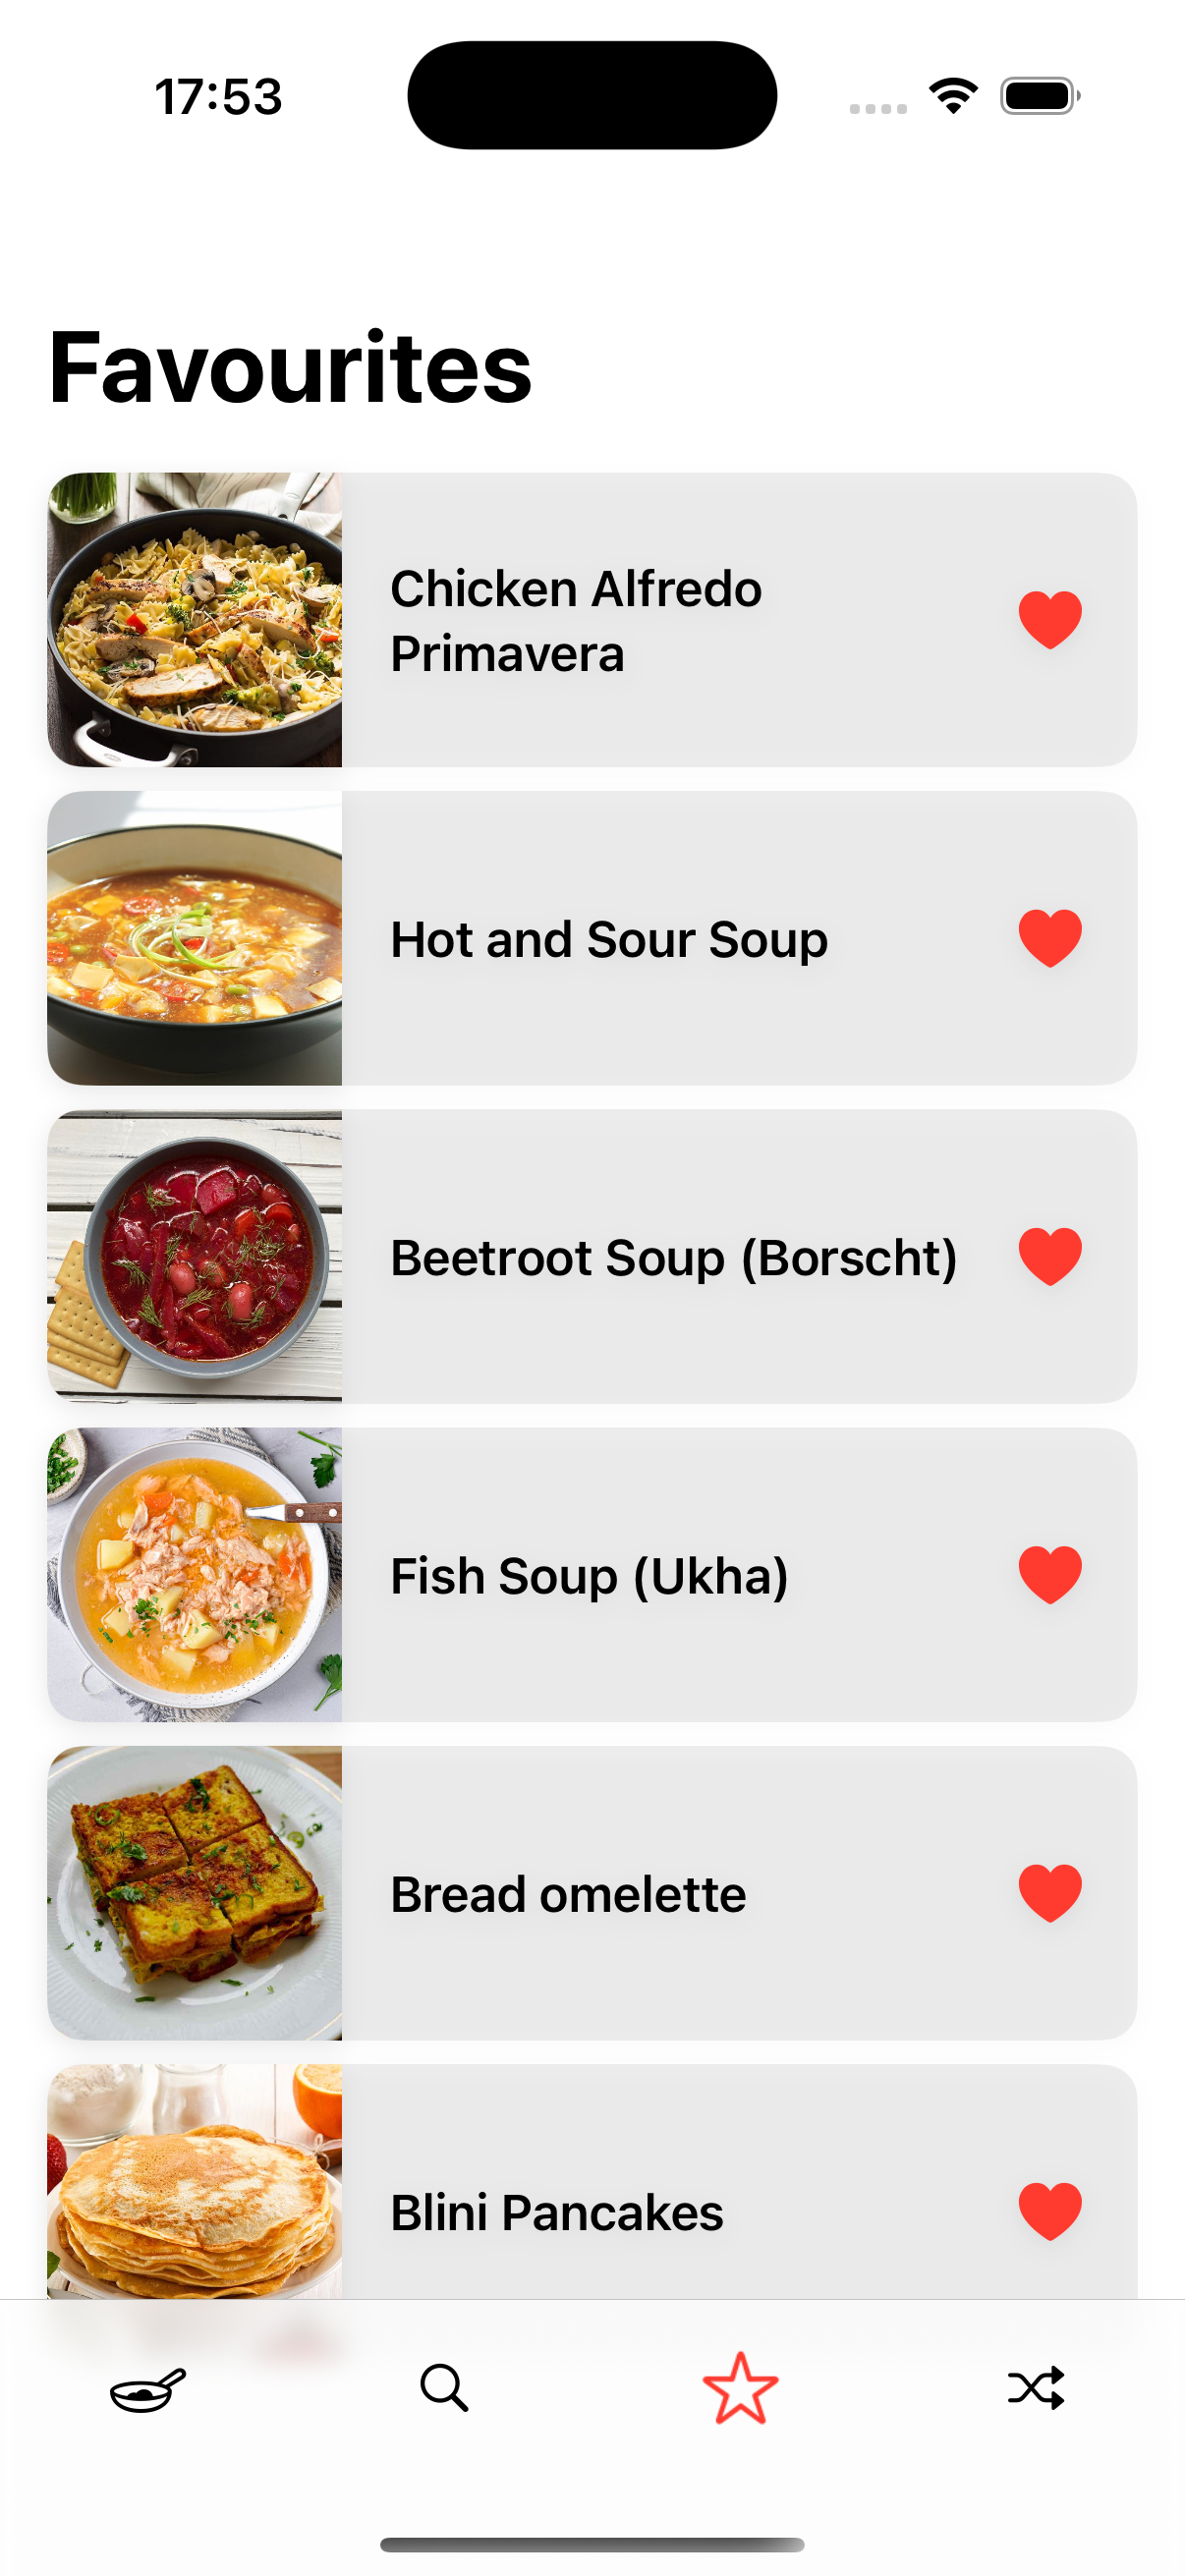 17:53
Favourites
Chicken Alfredo
Primavera
Hot and Sour Soup
Beetroot Soup (Borscht)
Fish Soup (Ukha)
Bread omelette
Blini Pancakes